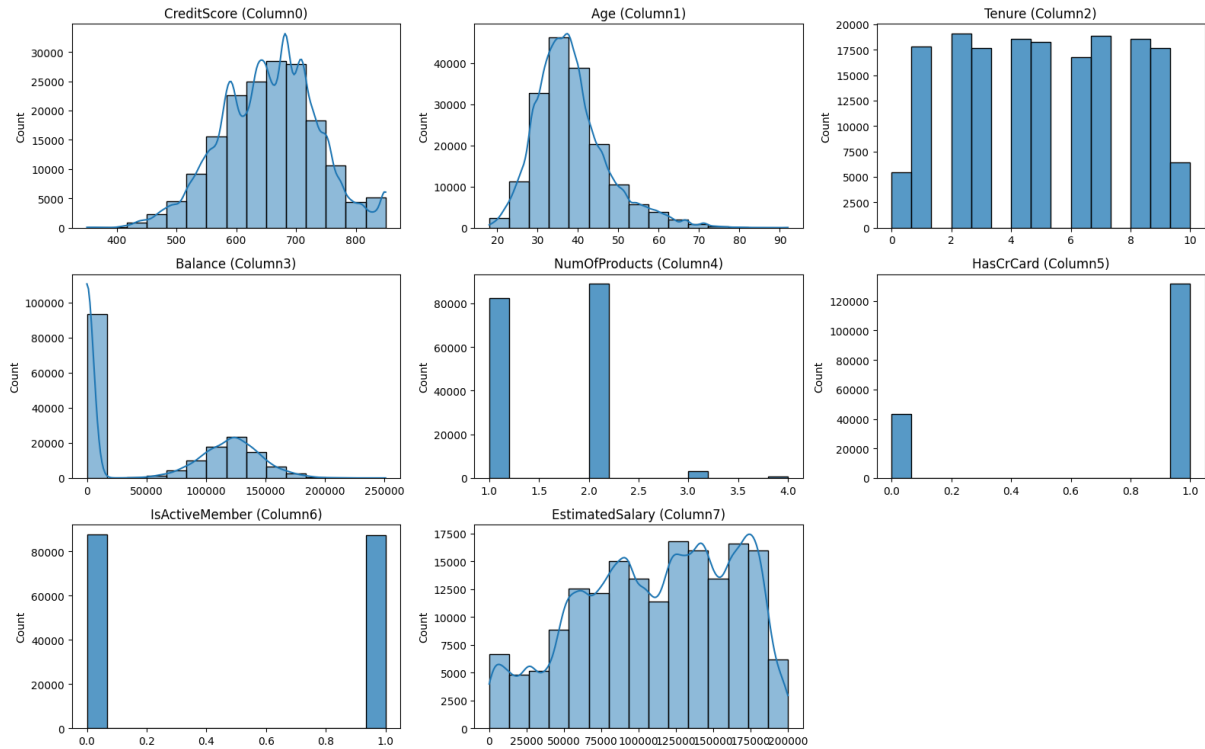 CreditScore (Column0)
Count
30000
25000
20000
15000
10000
5000
0
400 500 600 700 800
Age (Column1)
Count
40000
30000
20000
10000
0
20 30 40 50 60 70 80 90
Tenure (Column2)
Count
20000
17500
15000
12500
10000
7500
5000
2500
0
0 2 4 6 8 10
Balance (Column3)
Count
100000
80000
60000
40000
20000
0
0 50000 100000 150000 200000 250000
NumOfProducts (Column4)
Count
80000
60000
40000
20000
0
1.0 1.5 2.0 2.5 3.0 3.5 4.0
HasCrCard (Column5)
Count
120000
100000
80000
60000
40000
20000
0
0.0 0.2 0.4 0.6 0.8 1.0
IsActiveMember (Column6)
Count
80000
60000
40000
20000
0
0.0 0.2 0.4 0.6 0.8 1.0
EstimatedSalary (Column7)
Count
17500
15000
12500
10000
7500
5000
2500
0
0 25000 50000 75000 100000 125000 150000 175000 200000